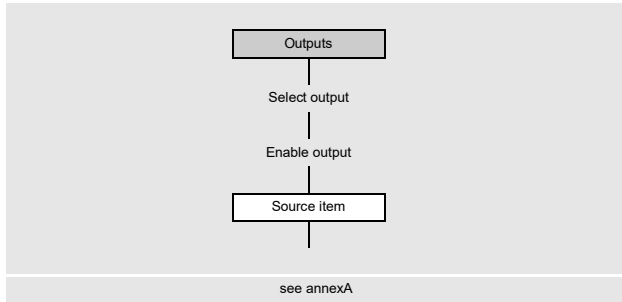 Outputs
Select output
Enable output
Source item
see annexA